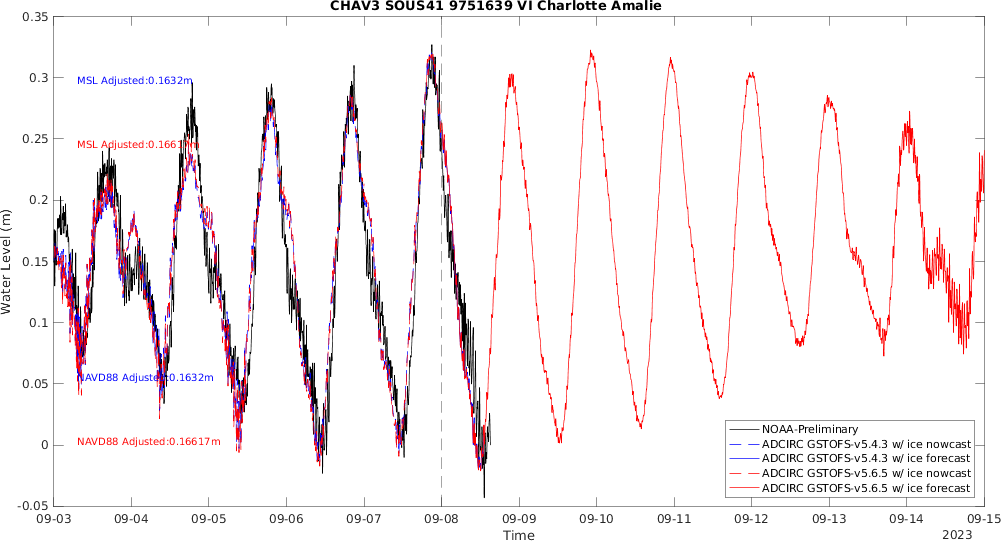 CHAV3 SOUS41 9751639 VI Charlotte Amalie
0.35
0.3
0.25
0.2
0.15
0.1
0.05
0
-0.05
Water Level (m)
MSL Adjusted:0.1632m
MSL Adjusted:0.16617m
NAVD88 Adjusted:0.1632m
NAVD88 Adjusted:0.16617m
NOAA-Preliminary
ADCIRC GSTOFS-v5.4.3 w/ ice nowcast
ADCIRC GSTOFS-v5.4.3 w/ ice forecast
ADCIRC GSTOFS-v5.6.5 w/ ice nowcast
ADCIRC GSTOFS-v5.6.5 w/ ice forecast
09-03 09-04 09-05 09-06 09-07 09-08 09-09 09-10 09-11 09-12 09-13 09-14 09-15
Time
2023